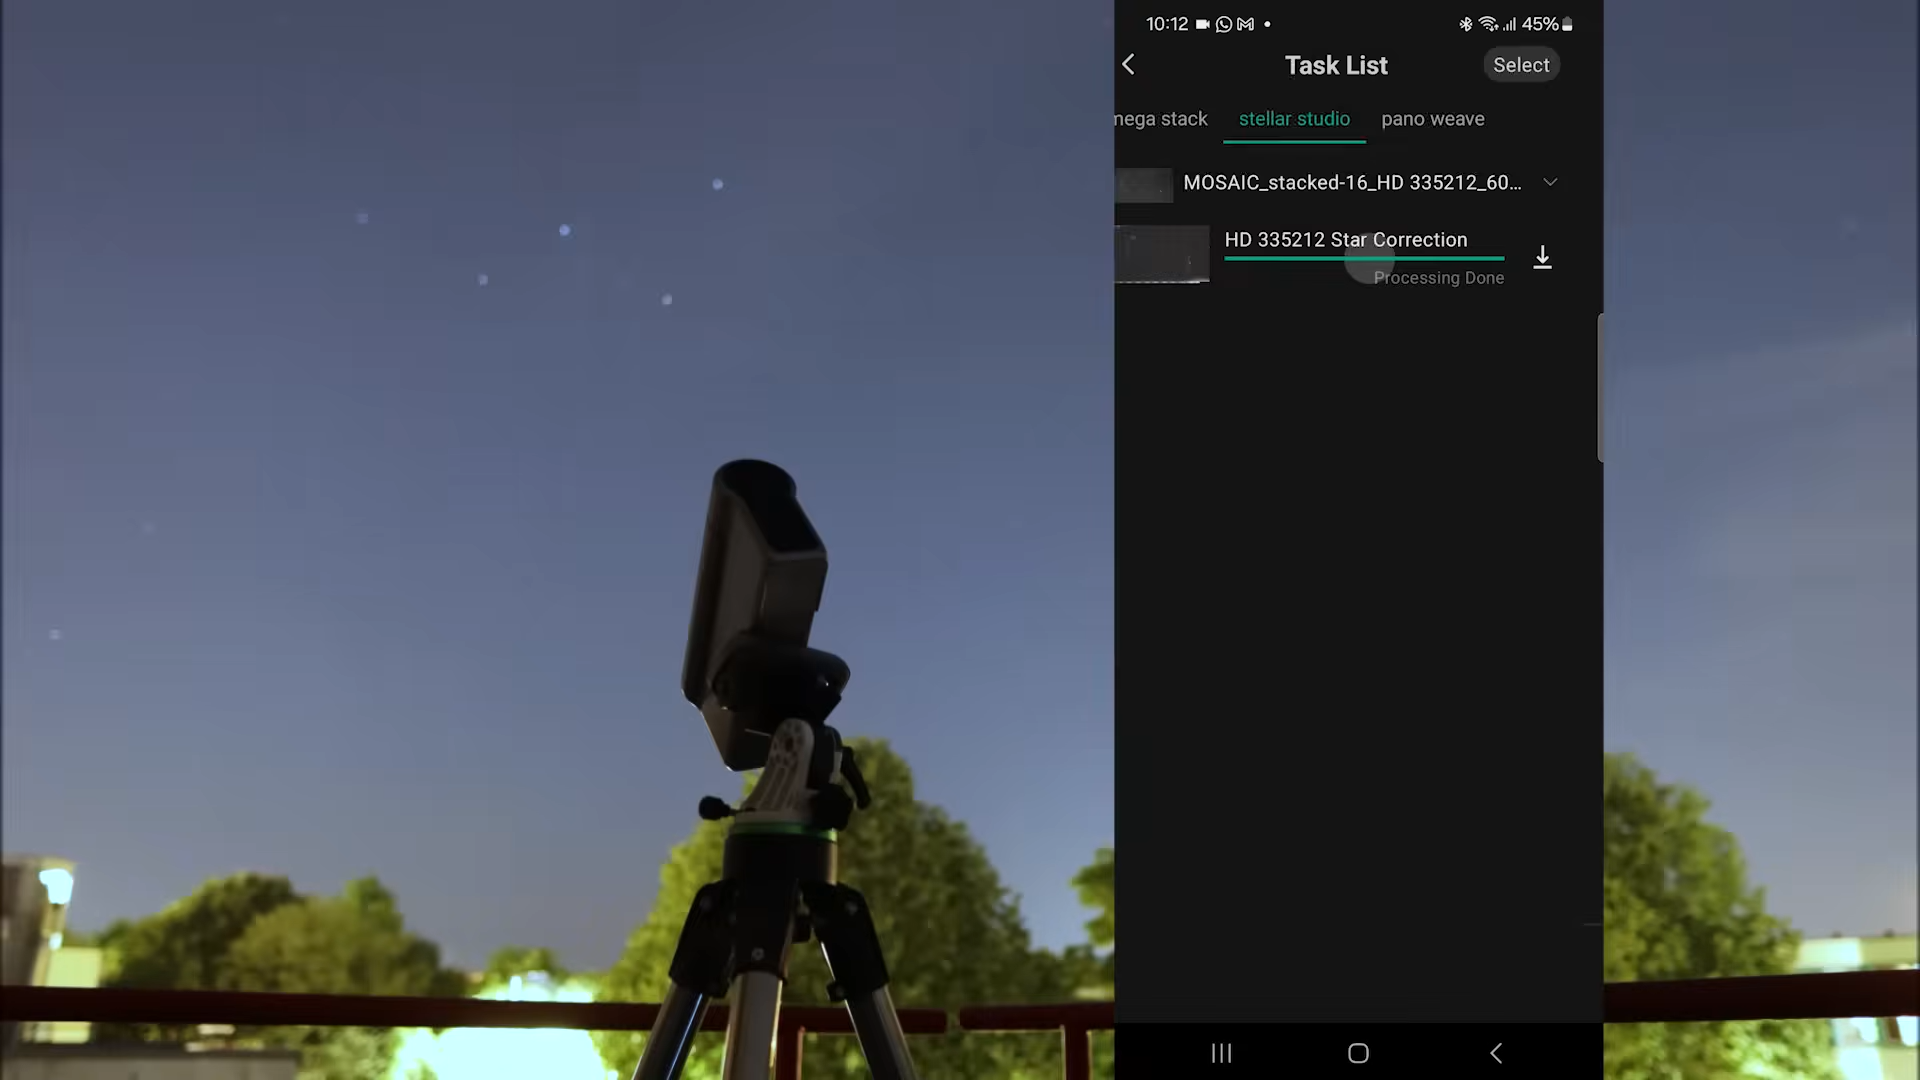 10:12
45%
Task List
Select
mega stack
stellar studio
pano weave
MOSAIC_stacked-16_HD 335212_60...
HD 335212 Star Correction
Processing Done